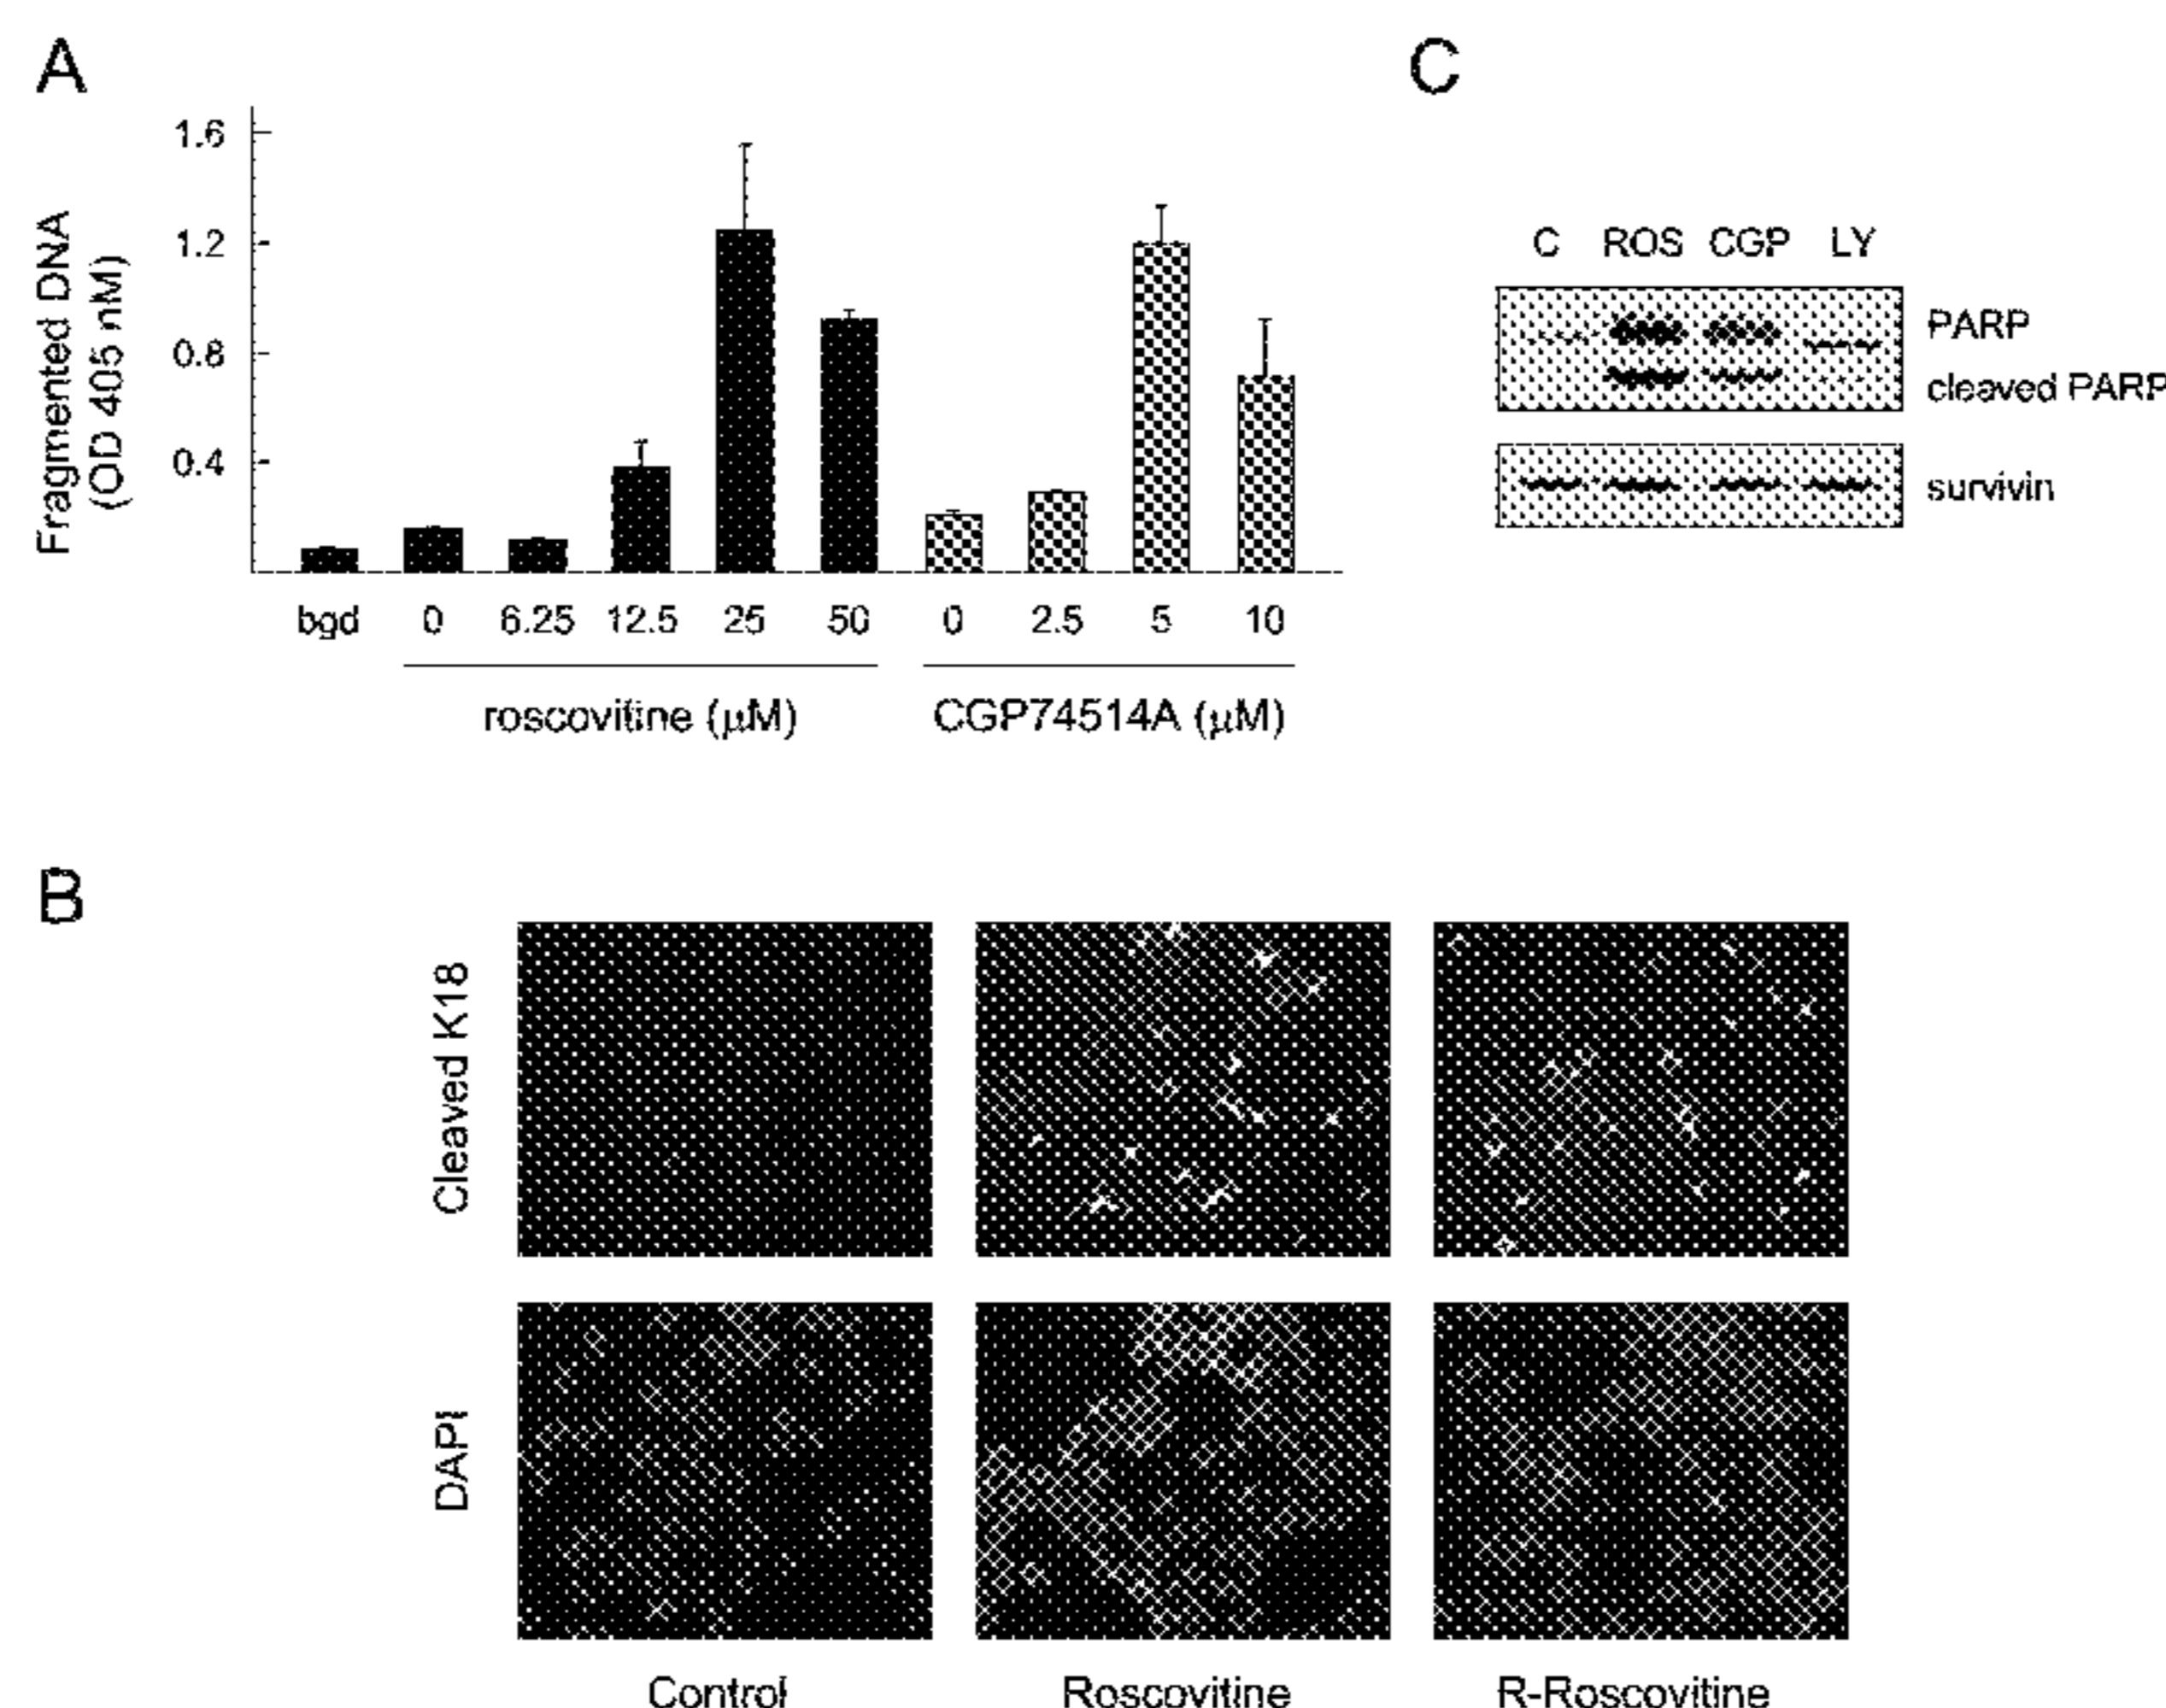 A
Fragmented DNA
(OD 405 nM)
1.6
1.2
0.8
0.4
bgd 0 6.25 12.5 25 50 0 2.5 5 10
roscovitine (μM) CGP74514A (μM)
C
C ROS CGP LY
PARP
cleaved PARP
survivin
B
Cleaved K18
DAPI
Control Roscovitine R-Roscovitine